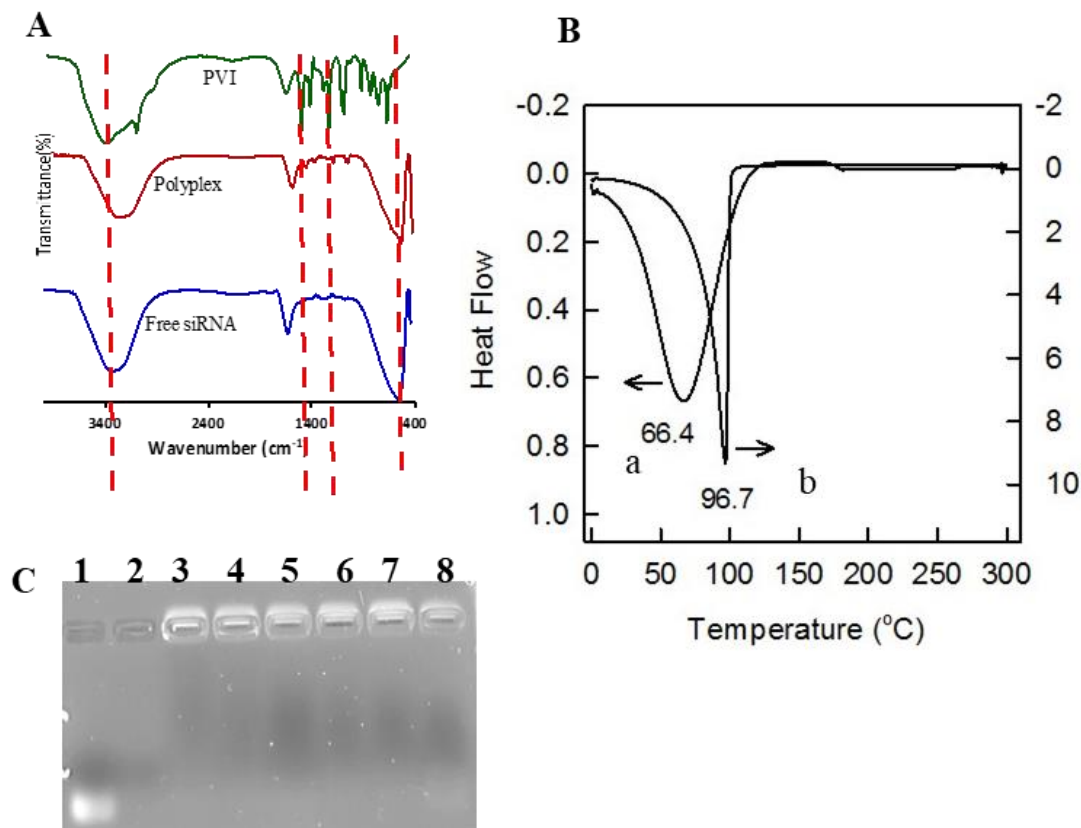 A
PVI
Polyplex
Free siRNA
Transmittance(%)
3400 2400 1400 400
Wavenumber (cm⁻¹)
B
-0.2 -2
0.0 0
0.2 2
0.4 4
0.6 6
0.8 8
1.0 10
Heat Flow
66.4
a
96.7
b
0 50 100 150 200 250 300
Temperature (°C)
C
1 2 3 4 5 6 7 8